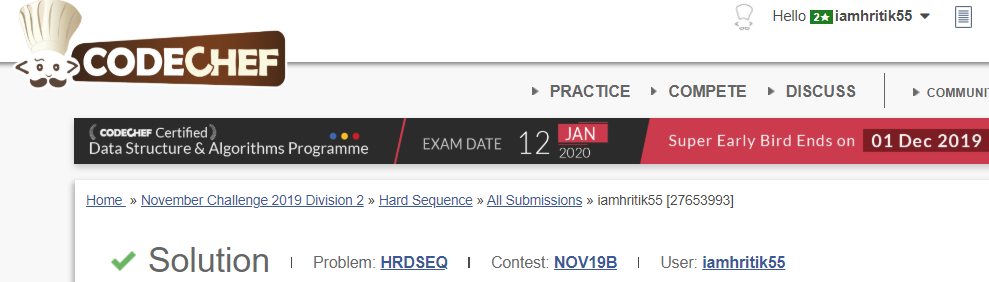 Hello 2★ iamhritik55
CODECHEF
PRACTICE COMPETE DISCUSS COMMUNI
CODECHEF Certified
Data Structure & Algorithms Programme
EXAM DATE 12 JAN 2020
Super Early Bird Ends on 01 Dec 2019
Home » November Challenge 2019 Division 2 » Hard Sequence » All Submissions » iamhritik55 [27653993]
Solution | Problem: HRDSEQ | Contest: NOV19B | User: iamhritik55